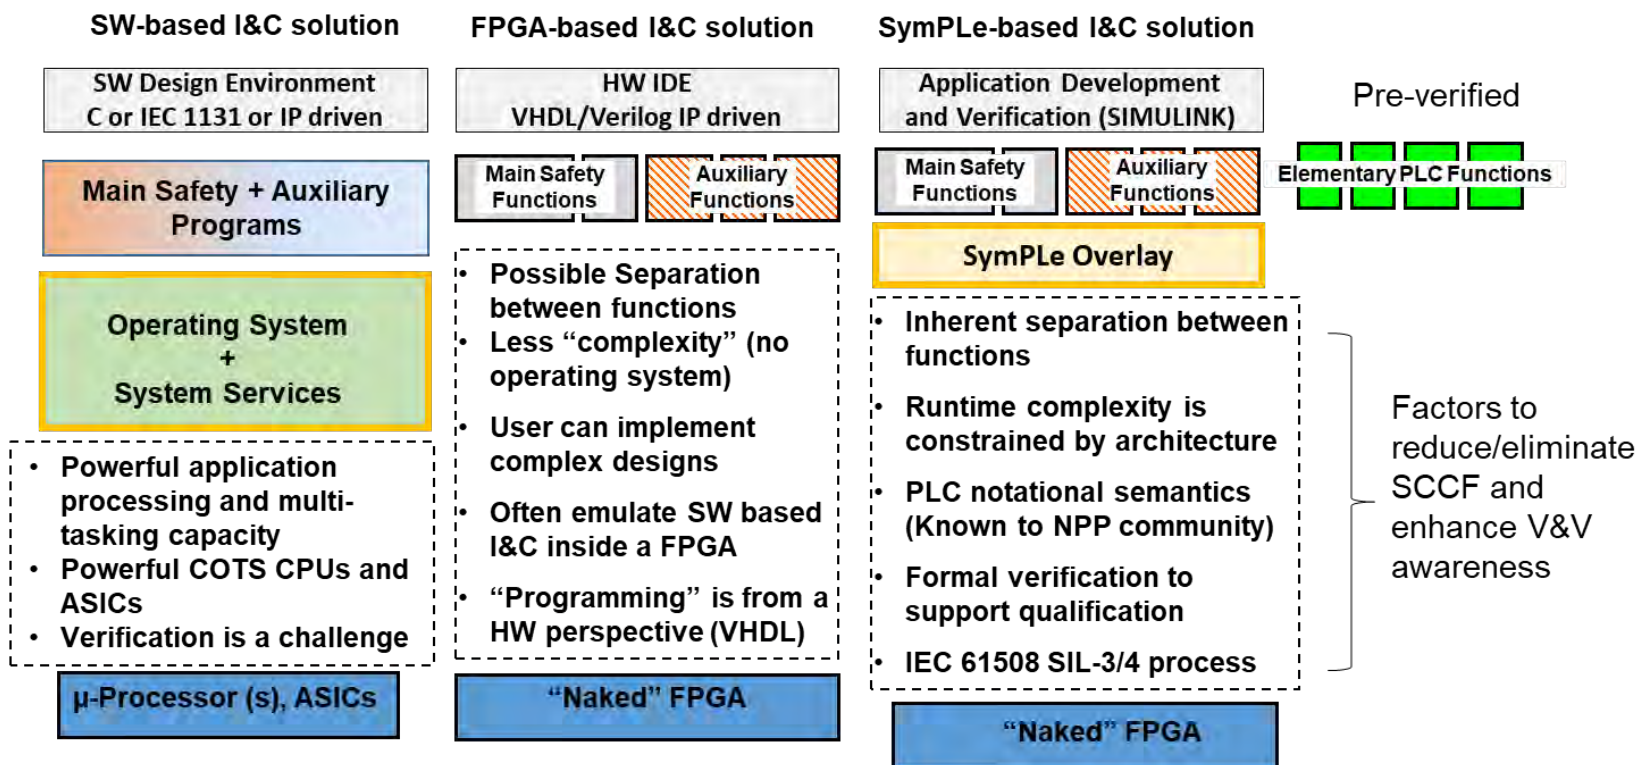 SW-based I&C solution
SW Design Environment
C or IEC 1131 or IP driven
Main Safety + Auxiliary
Programs
Operating System
+
System Services
• Powerful application
processing and multi-
tasking capacity
• Powerful COTS CPUs and
ASICs
• Verification is a challenge
µ-Processor (s), ASICs
FPGA-based I&C solution
HW IDE
VHDL/Verilog IP driven
Main Safety
Functions
Auxiliary
Functions
• Possible Separation
between functions
• Less “complexity” (no
operating system)
• User can implement
complex designs
• Often emulate SW based
I&C inside a FPGA
• “Programming” is from a
HW perspective (VHDL)
“Naked” FPGA
SymPLe-based I&C solution
Application Development
and Verification (SIMULINK)
Main Safety
Functions
Auxiliary
Functions
Pre-verified
Elementary PLC Functions
SymPLe Overlay
• Inherent separation between
functions
• Runtime complexity is
constrained by architecture
• PLC notational semantics
(Known to NPP community)
• Formal verification to
support qualification
• IEC 61508 SIL-3/4 process
“Naked” FPGA
Factors to
reduce/eliminate
SCCF and
enhance V&V
awareness